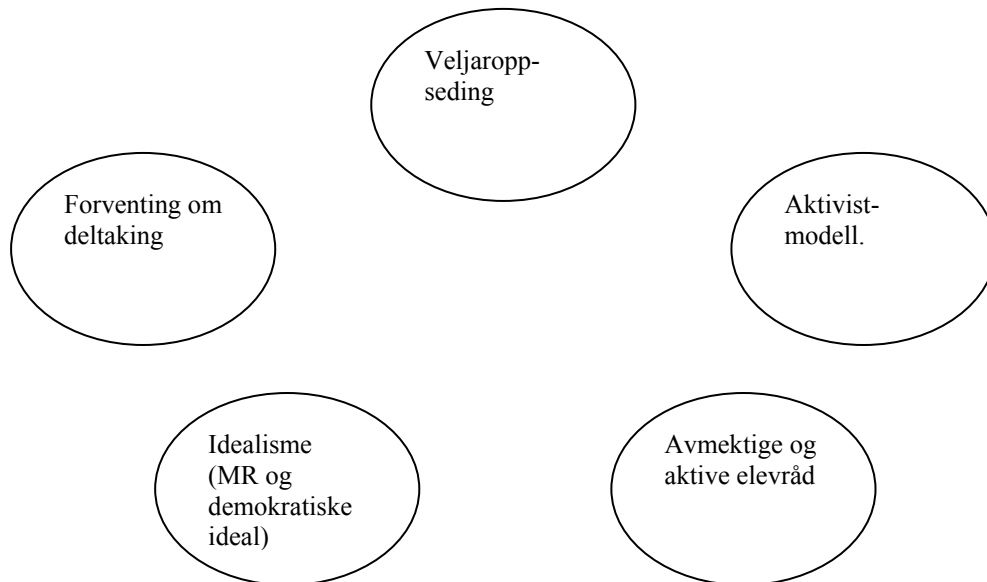 Veljaropp-
seding
Forventing om
deltaking
Aktivist-
modell.
Idealisme
(MR og
demokratiske
ideal)
Avmektige og
aktive elevråd